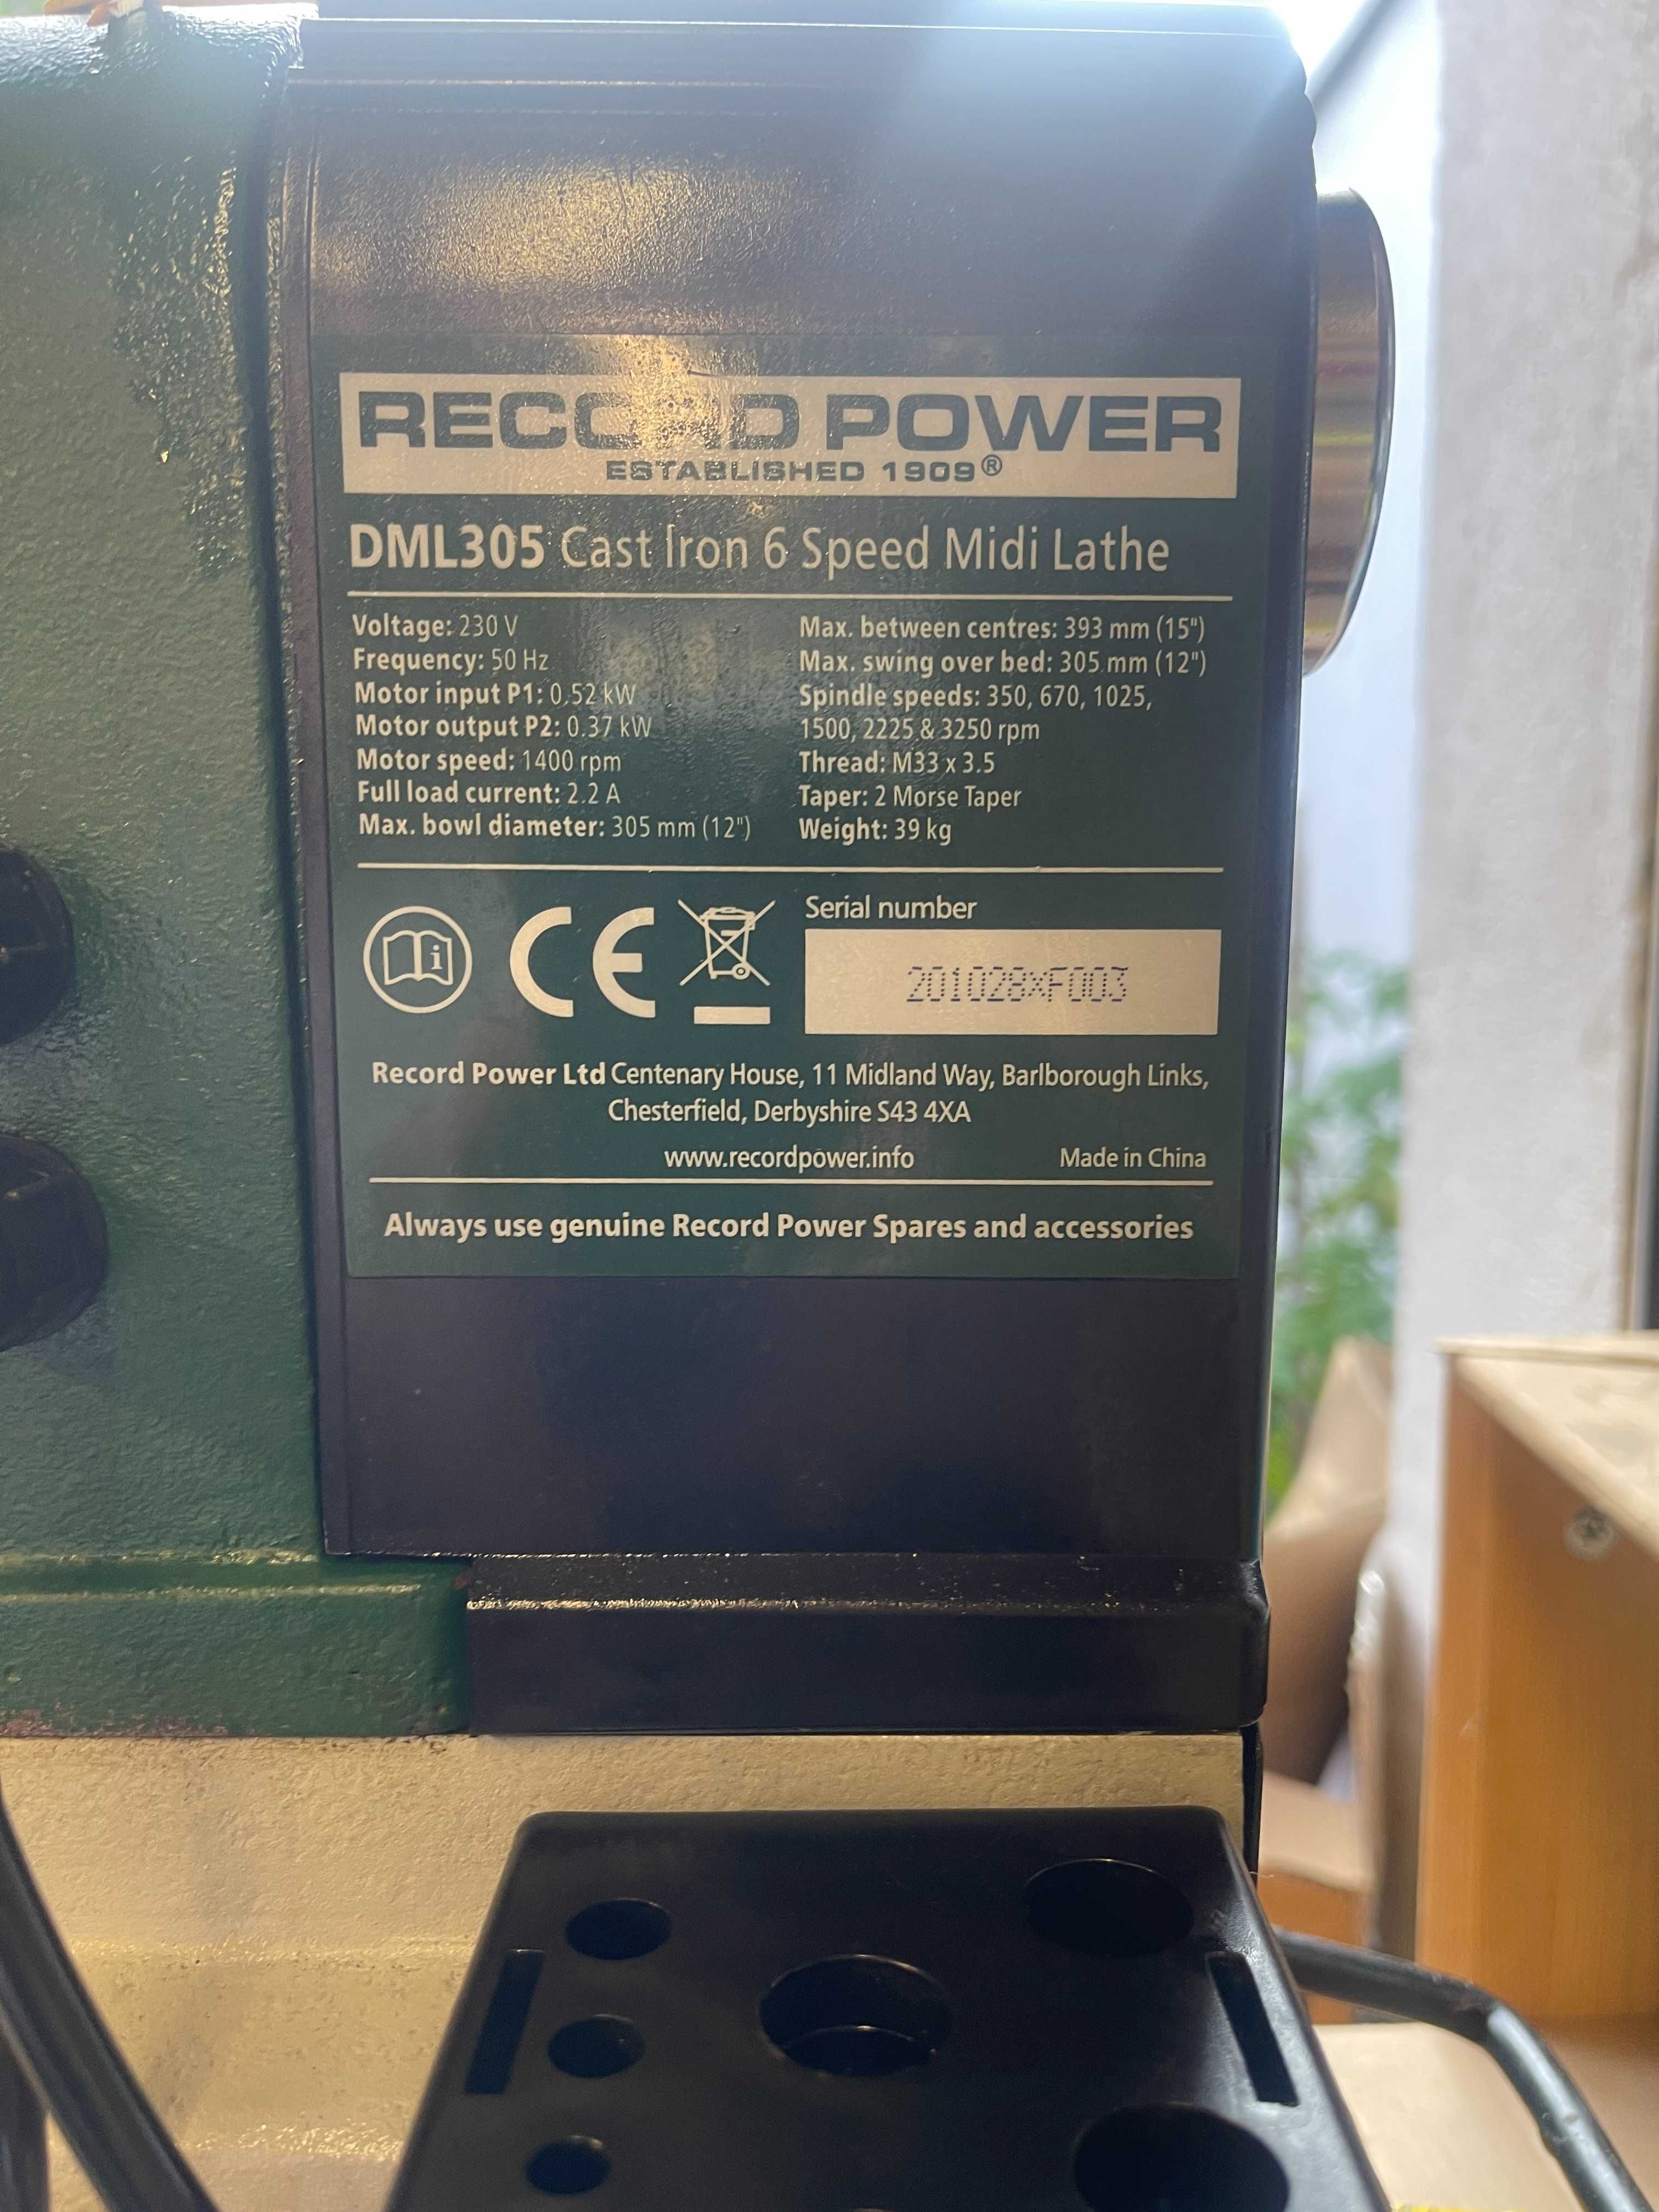 RECORD POWER
ESTABLISHED 1909®
DML305 Cast Iron 6 Speed Midi Lathe
Voltage: 230 V
Frequency: 50 Hz
Motor input P1: 0.52 kW
Motor output P2: 0.37 kW
Motor speed: 1400 rpm
Full load current: 2.2 A
Max. bowl diameter: 305 mm (12")
Max. between centres: 393 mm (15")
Max. swing over bed: 305 mm (12")
Spindle speeds: 350, 670, 1025,
1500, 2225 & 3250 rpm
Thread: M33 x 3.5
Taper: 2 Morse Taper
Weight: 39 kg
i
CE
Serial number
201028XF003
Record Power Ltd Centenary House, 11 Midland Way, Barlborough Links,
Chesterfield, Derbyshire S43 4XA
www.recordpower.info
Made in China
Always use genuine Record Power Spares and accessories